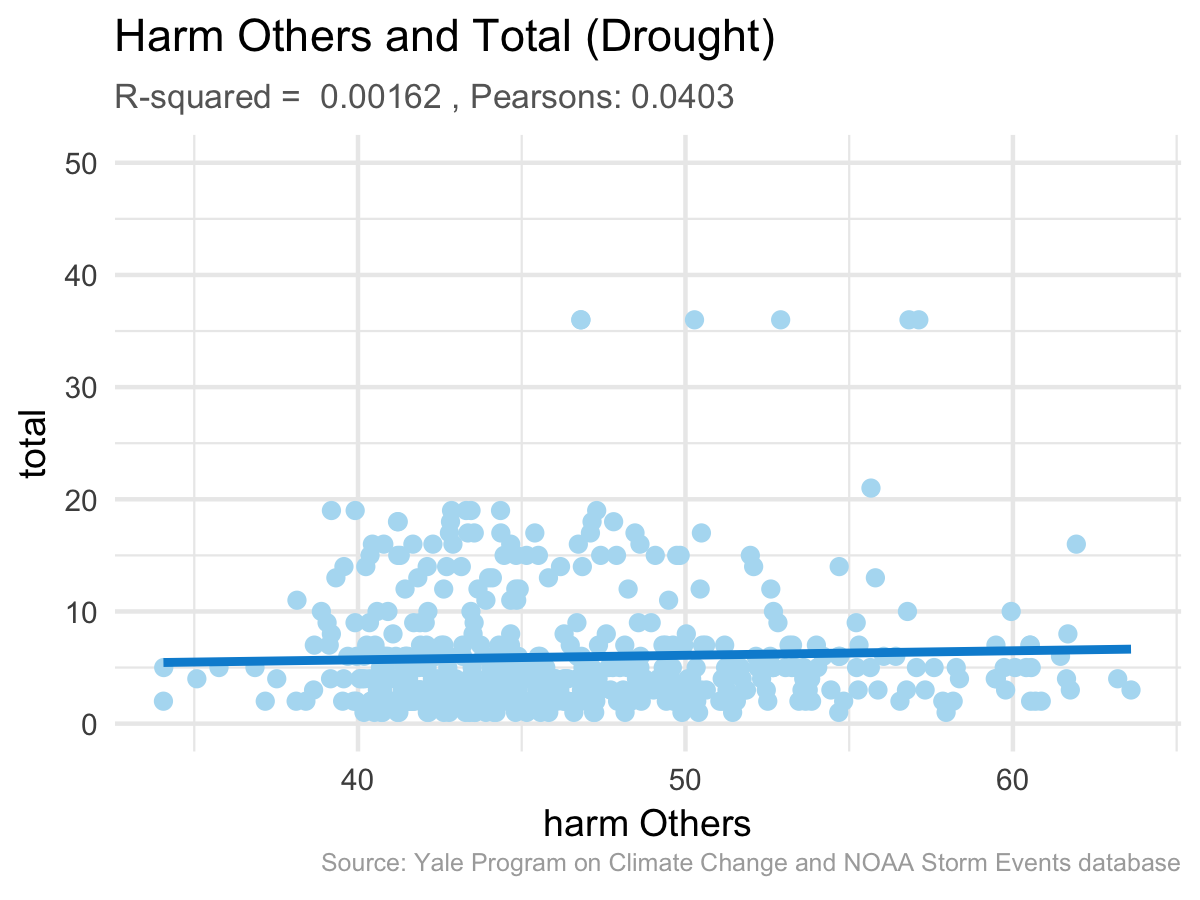 Harm Others and Total (Drought)
R-squared =  0.00162 , Pearsons: 0.0403
50
40
30
20
10
0
total
40 50 60
harm Others
Source: Yale Program on Climate Change and NOAA Storm Events database